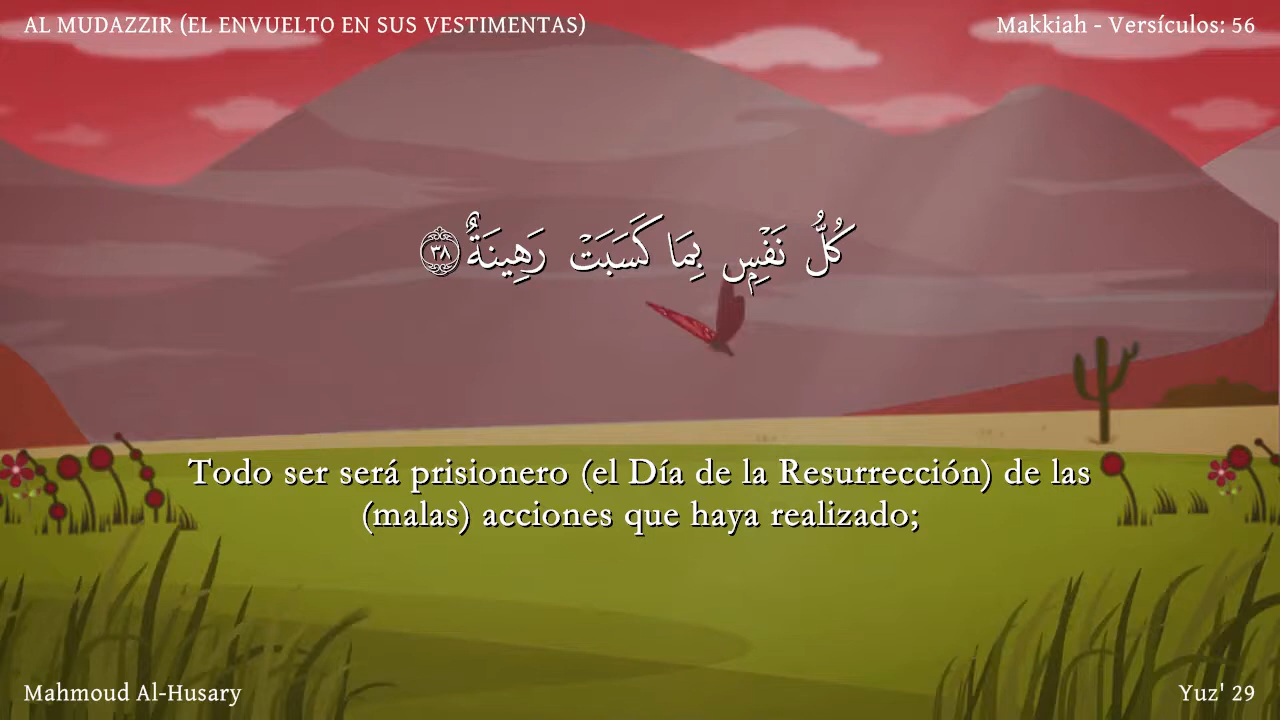 AL MUDAZZIR (EL ENVUELTO EN SUS VESTIMENTAS)
Makkiah - Versículos: 56
كُلُّ نَفْسٍۭ بِمَا كَسَبَتْ رَهِينَةٌ ٣٨
Todo ser será prisionero (el Día de la Resurrección) de las
(malas) acciones que haya realizado;
Mahmoud Al-Husary
Yuz' 29